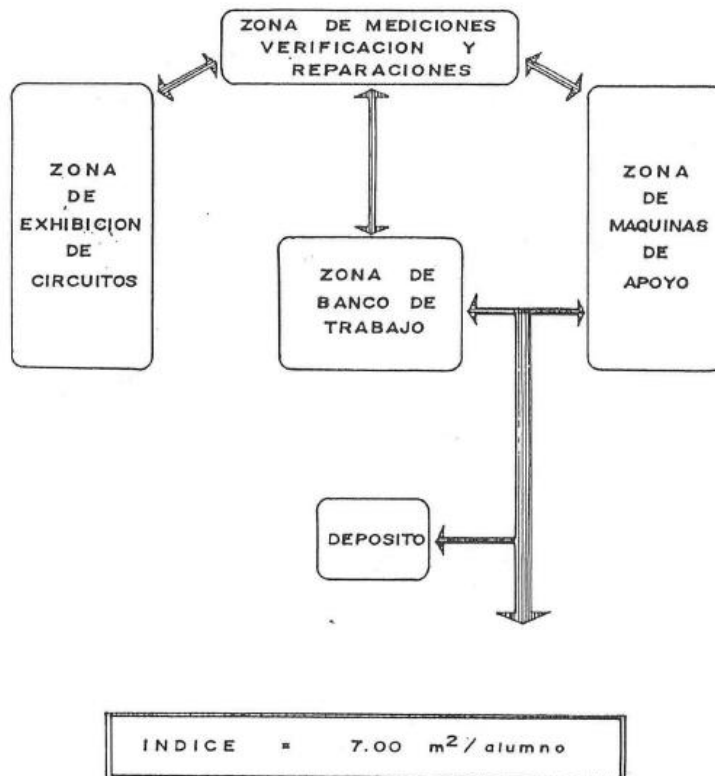 ZONA DE MEDICIONES
VERIFICACION Y
REPARACIONES
ZONA
DE
EXHIBICION
DE
CIRCUITOS
ZONA DE
BANCO DE
TRABAJO
ZONA
DE
MAQUINAS
DE
APOYO
DEPOSITO
INDICE = 7.00 m²/alumno